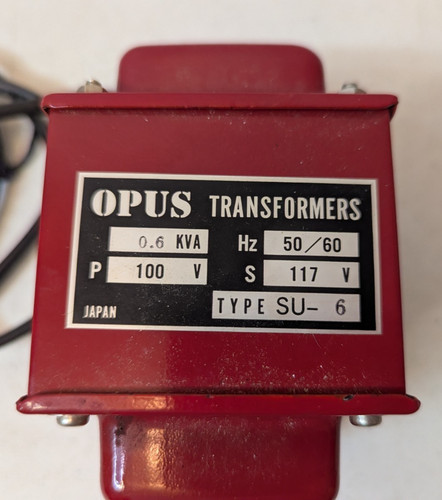 OPUS TRANSFORMERS
0.6 KVA Hz 50/60
P 100 V S 117 V
JAPAN TYPE SU- 6